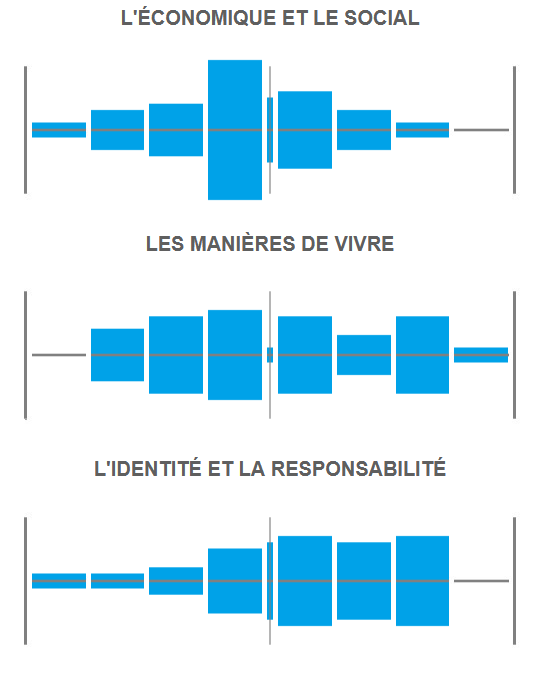 L'ÉCONOMIQUE ET LE SOCIAL
LES MANIÈRES DE VIVRE
L'IDENTITÉ ET LA RESPONSABILITÉ